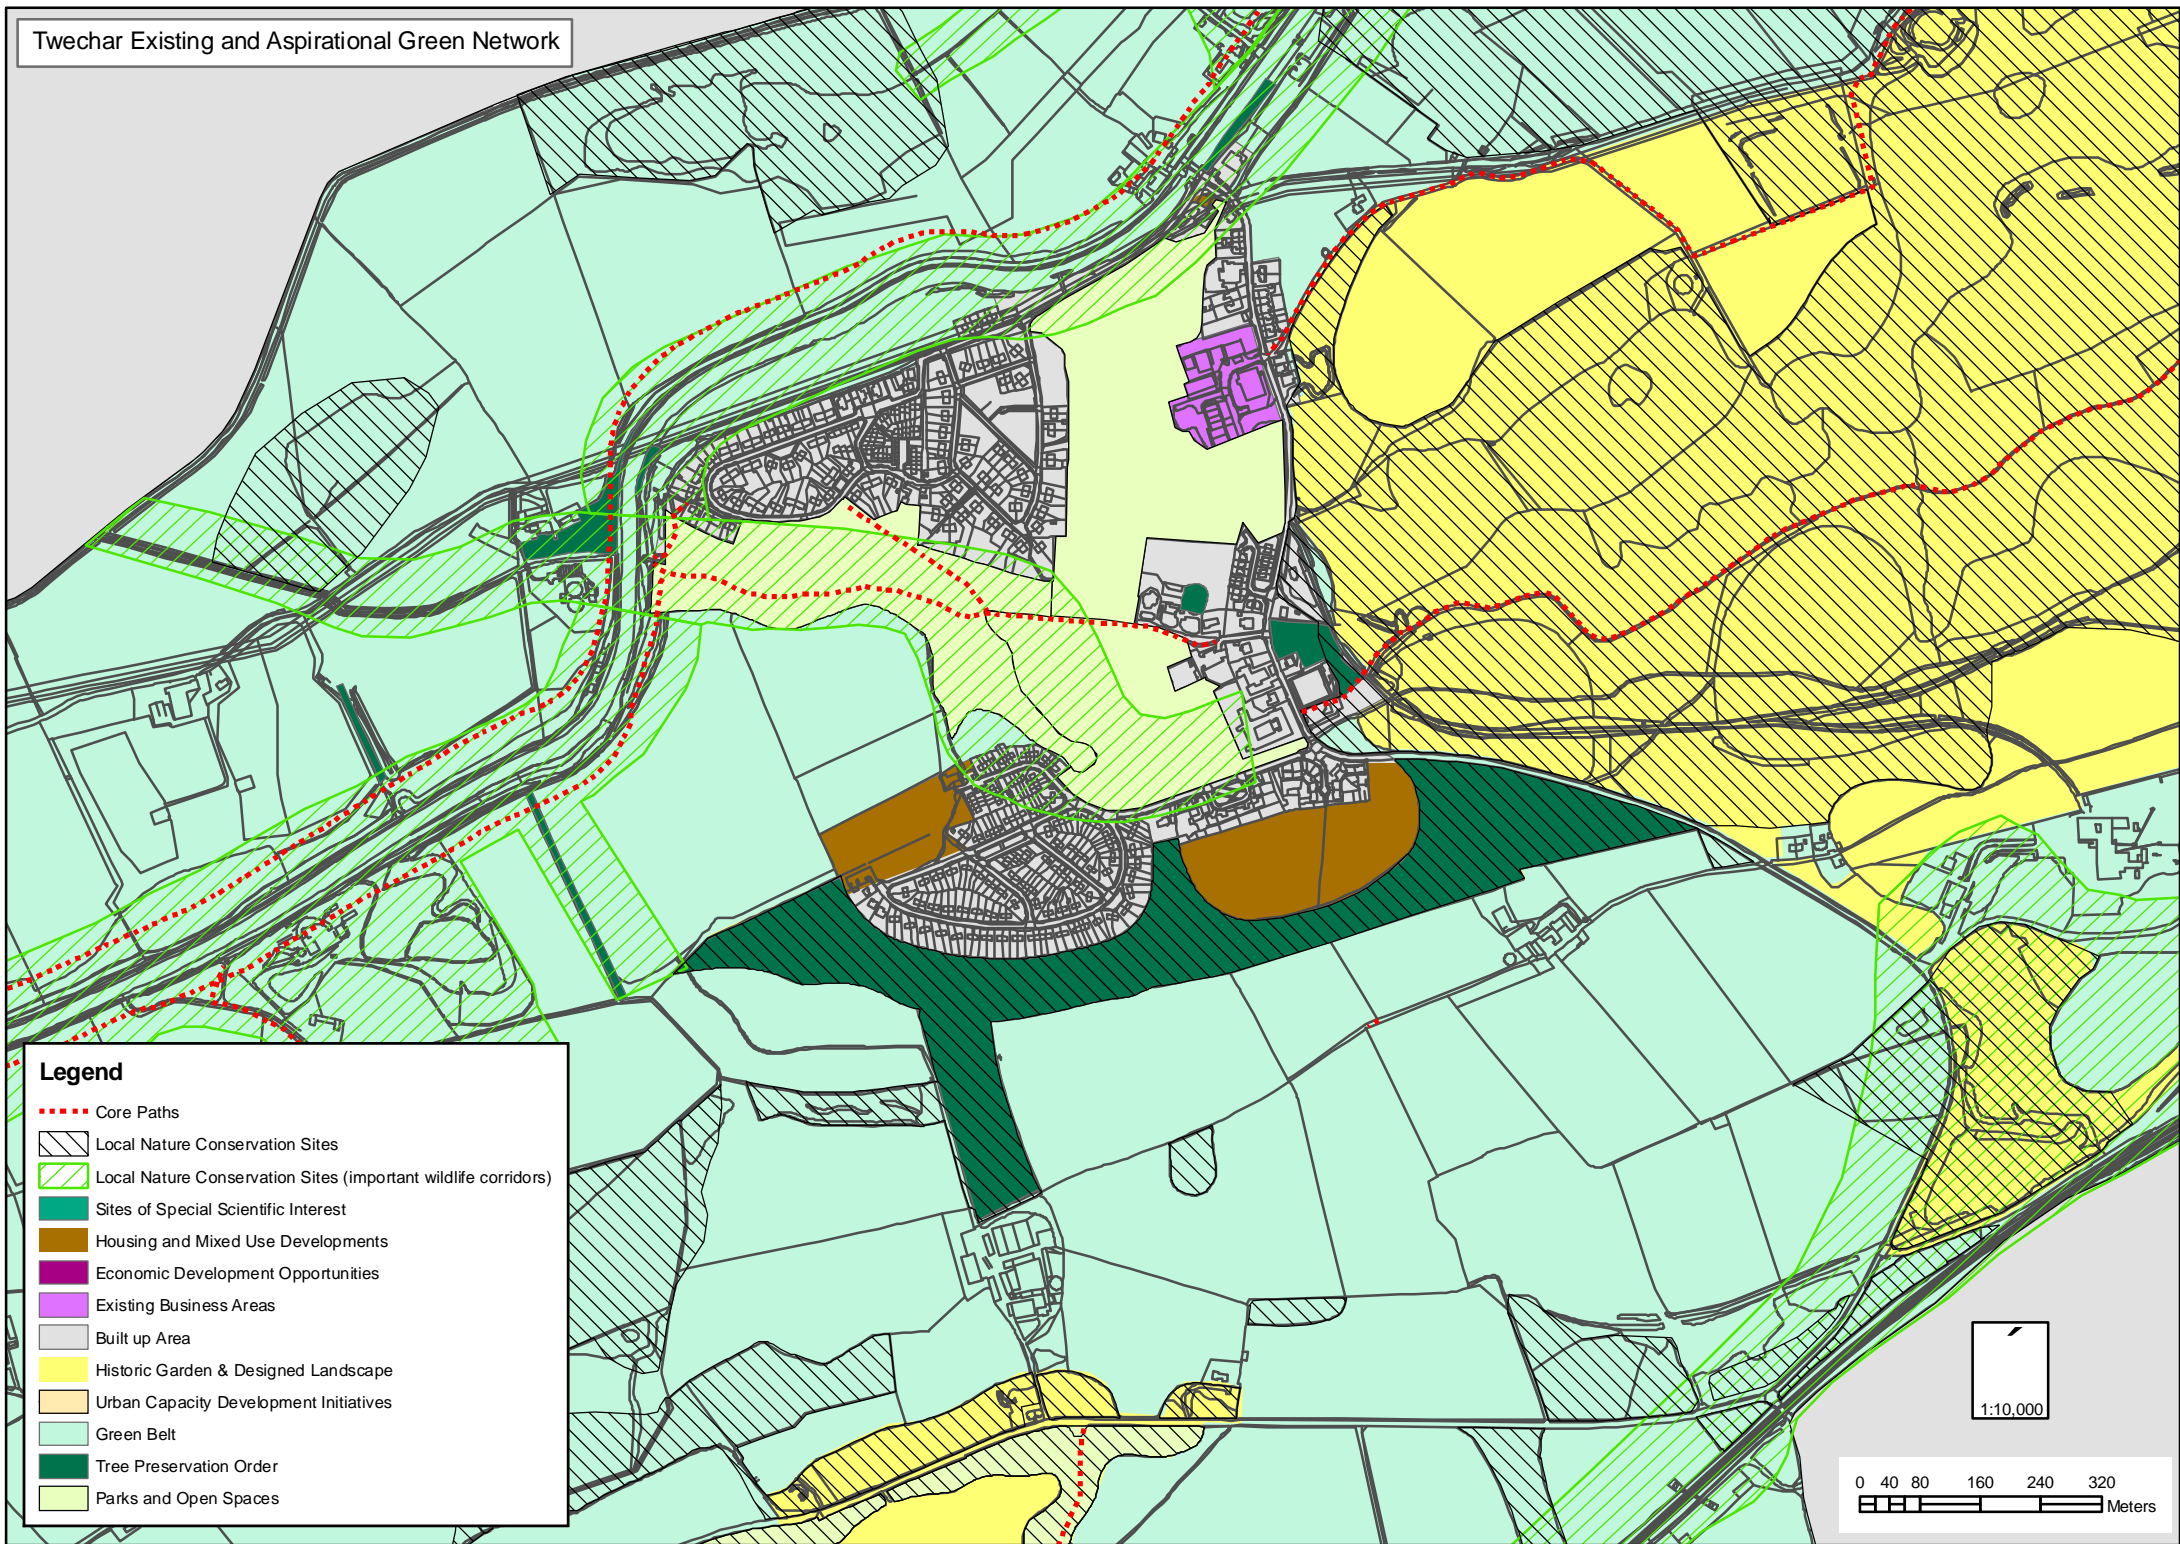 Twechar Existing and Aspirational Green Network
Legend
Core Paths
Local Nature Conservation Sites
Local Nature Conservation Sites (important wildlife corridors)
Sites of Special Scientific Interest
Housing and Mixed Use Developments
Economic Development Opportunities
Existing Business Areas
Built up Area
Historic Garden & Designed Landscape
Urban Capacity Development Initiatives
Green Belt
Tree Preservation Order
Parks and Open Spaces
1:10,000
0 40 80 160 240 320
Meters